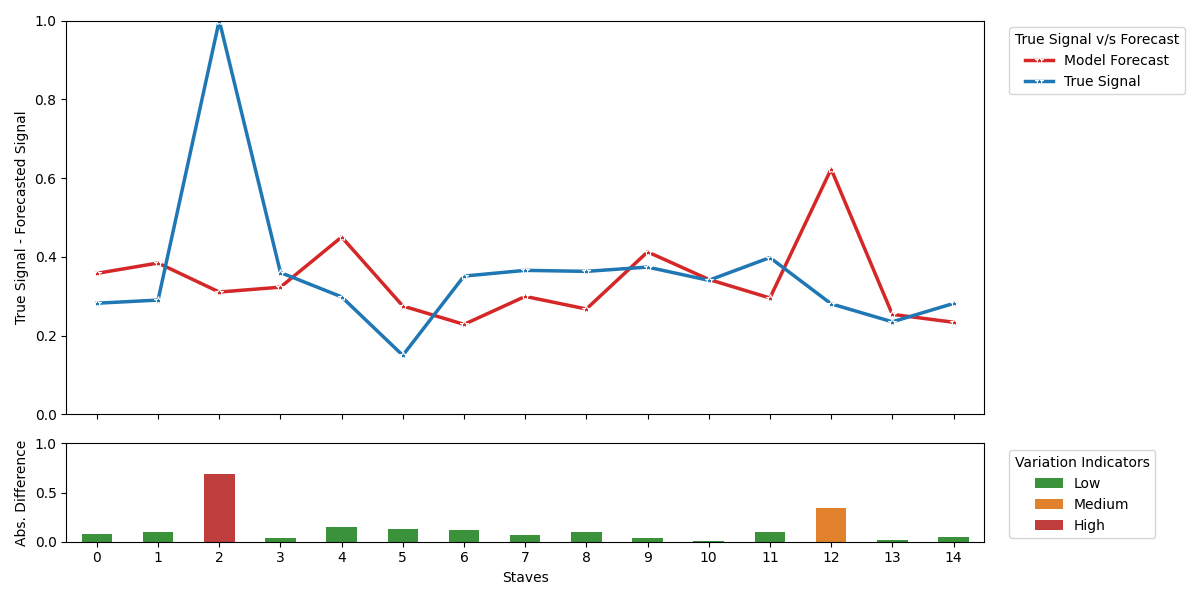 True Signal - Forecasted Signal
1.0
0.8
0.6
0.4
0.2
0.0
True Signal v/s Forecast
Model Forecast
True Signal
Abs. Difference
1.0
0.5
0.0
0 1 2 3 4 5 6 7 8 9 10 11 12 13 14
Staves
Variation Indicators
Low
Medium
High